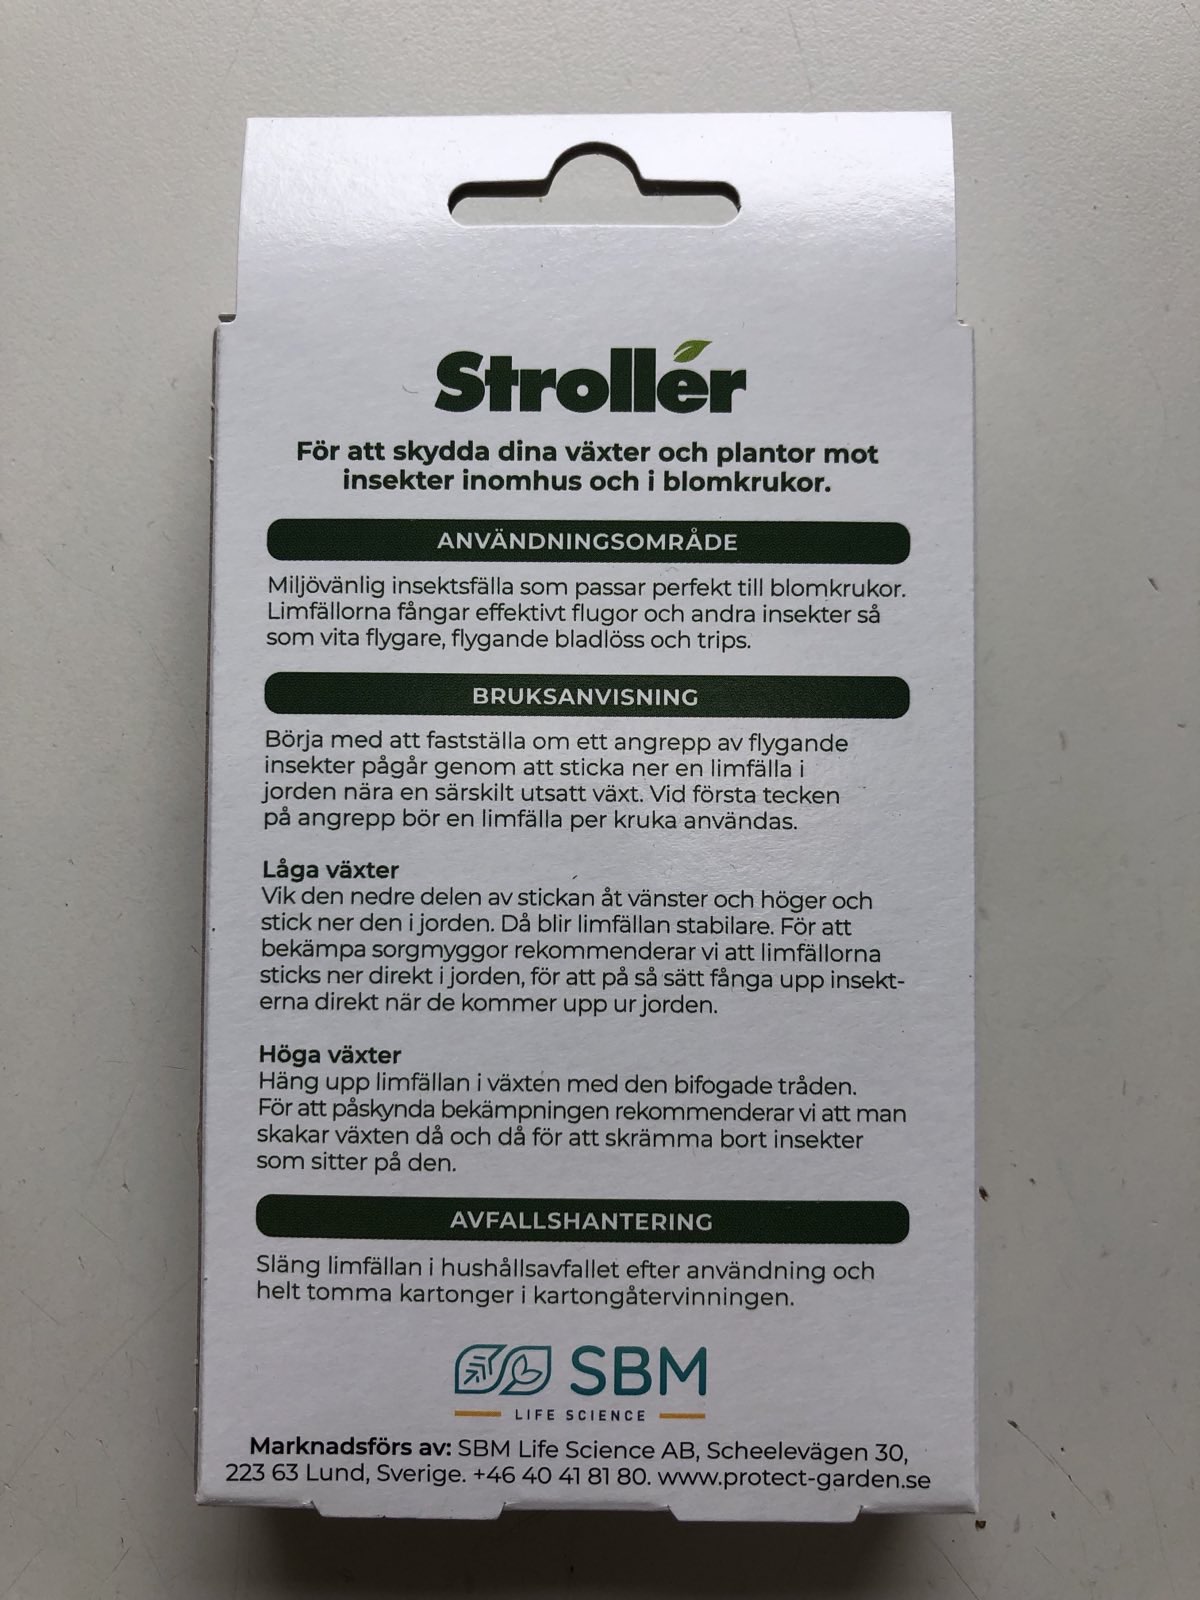 Strollér
För att skydda dina växter och plantor mot
insekter inomhus och i blomkrukor.
ANVÄNDNINGSOMRÅDE
Miljövänlig insektsfälla som passar perfekt till blomkrukor.
Limfällorna fångar effektivt flugor och andra insekter så
som vita flygare, flygande bladlöss och trips.
BRUKSANVISNING
Börja med att fastställa om ett angrepp av flygande
insekter pågår genom att sticka ner en limfälla i
jorden nära en särskilt utsatt växt. Vid första tecken
på angrepp bör en limfälla per kruka användas.
Låga växter
Vik den nedre delen av stickan åt vänster och höger och
stick ner den i jorden. Då blir limfällan stabilare. För att
bekämpa sorgmyggor rekommenderar vi att limfällorna
sticks ner direkt i jorden, för att på så sätt fånga upp insekt-
erna direkt när de kommer upp ur jorden.
Höga växter
Häng upp limfällan i växten med den bifogade tråden.
För att påskynda bekämpningen rekommenderar vi att man
skakar växten då och då för att skrämma bort insekter
som sitter på den.
AVFALLSHANTERING
Släng limfällan i hushållsavfallet efter användning och
helt tomma kartonger i kartongåtervinningen.
SBM
LIFE SCIENCE
Marknadsförs av: SBM Life Science AB, Scheelevägen 30,
223 63 Lund, Sverige. +46 40 41 81 80. www.protect-garden.se